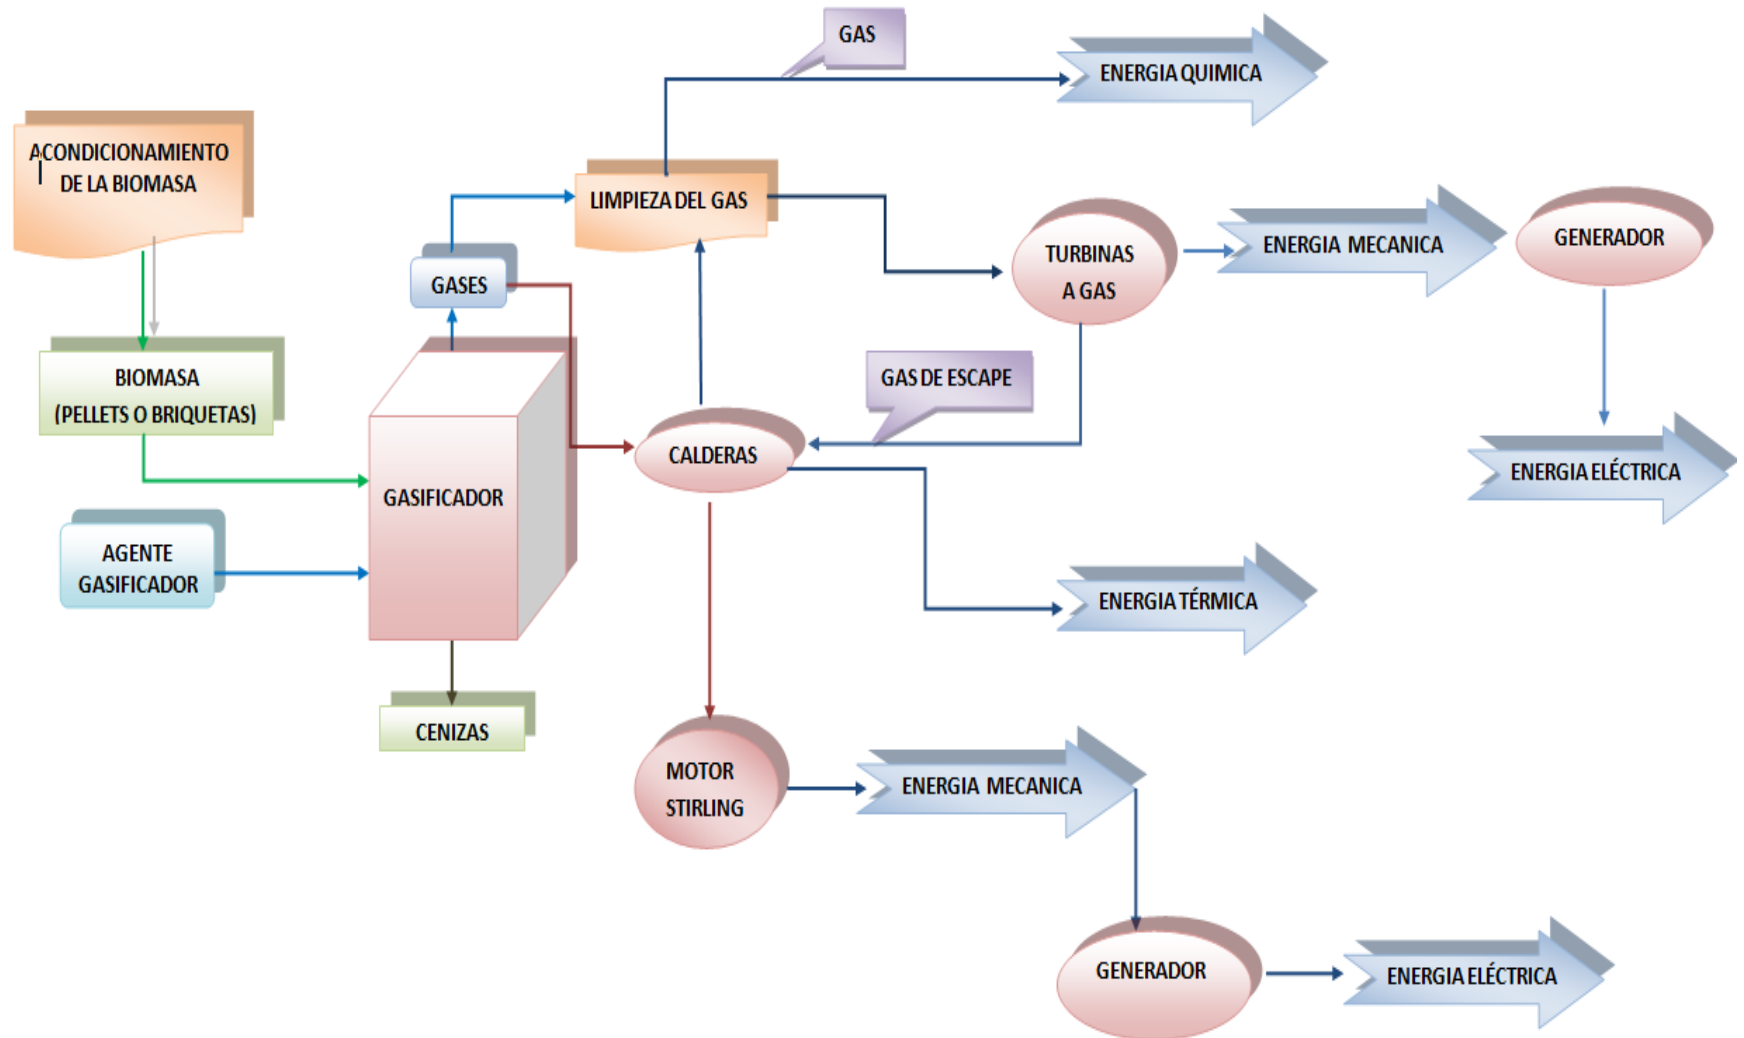 GAS
ENERGIA QUIMICA
ACONDICIONAMIENTO
DE LA BIOMASA
LIMPIEZA DEL GAS
TURBINAS
A GAS
ENERGIA MECANICA
GENERADOR
GASES
BIOMASA
(PELLETS O BRIQUETAS)
GAS DE ESCAPE
CALDERAS
ENERGIA ELÉCTRICA
GASIFICADOR
AGENTE
GASIFICADOR
ENERGIA TÉRMICA
CENIZAS
MOTOR
STIRLING
ENERGIA MECANICA
GENERADOR
ENERGIA ELÉCTRICA